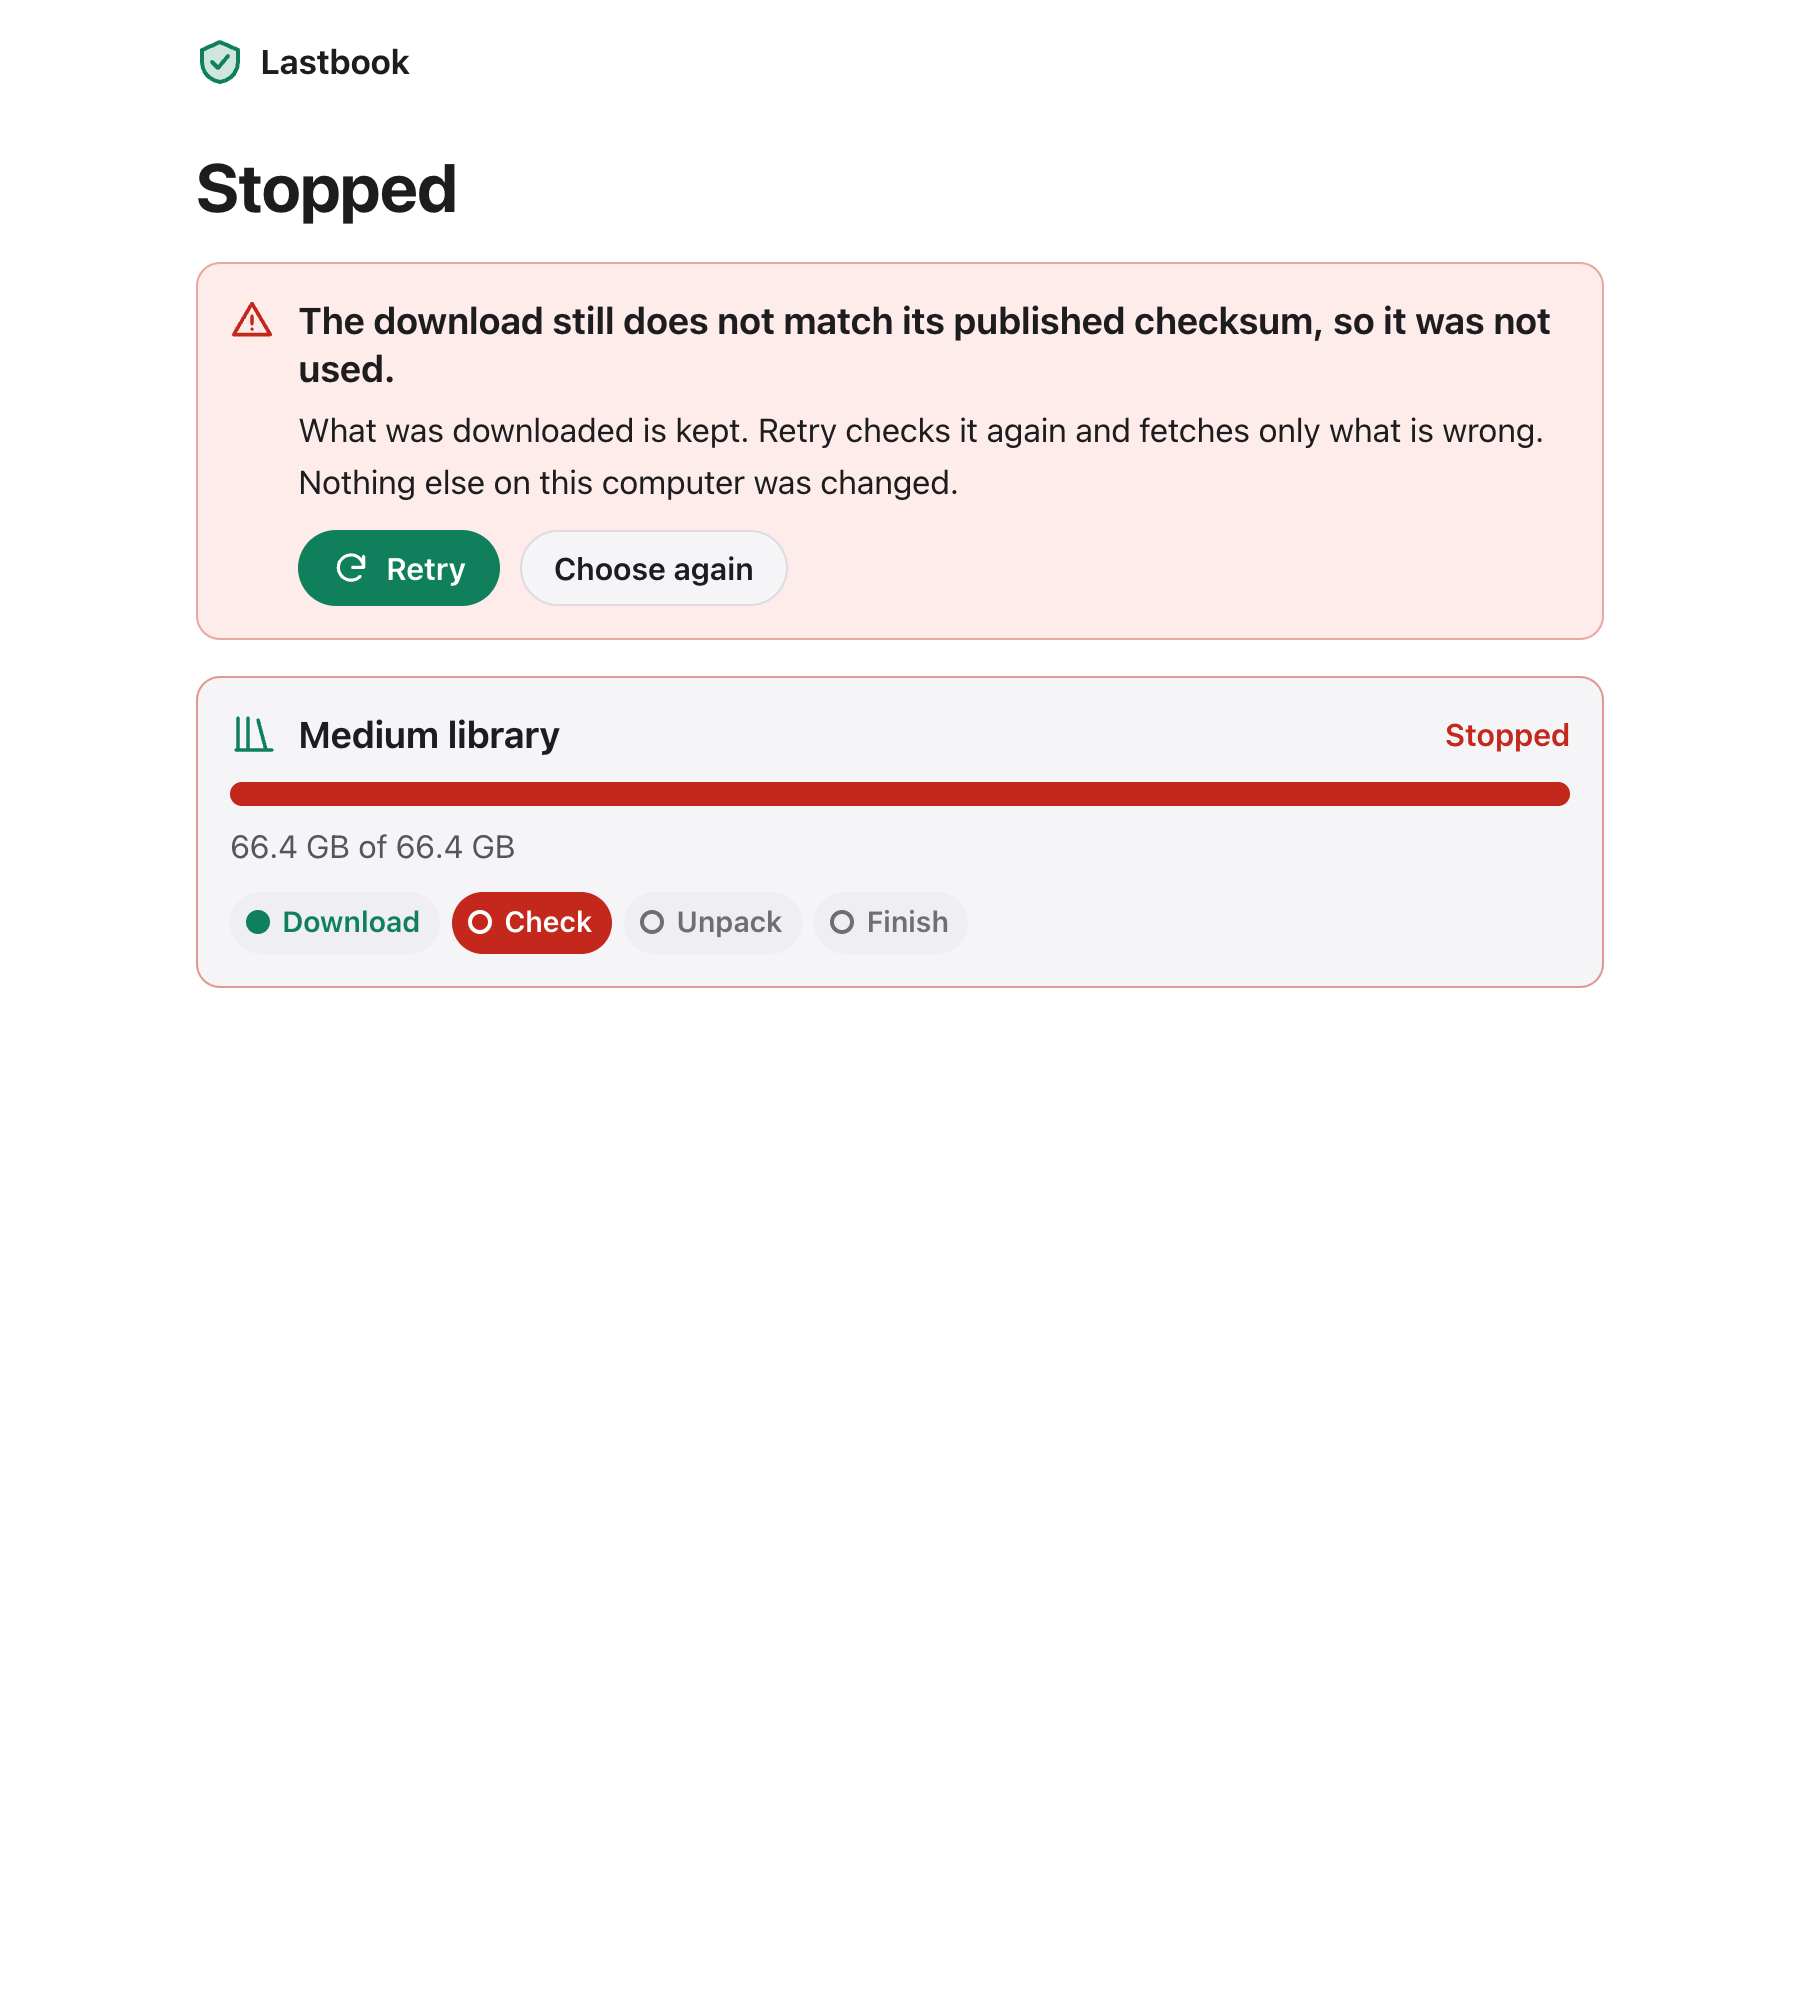 Lastbook
Stopped
The download still does not match its published checksum, so it was not
used.
What was downloaded is kept. Retry checks it again and fetches only what is wrong.
Nothing else on this computer was changed.
Retry
Choose again
Medium library
Stopped
66.4 GB of 66.4 GB
Download
Check
Unpack
Finish